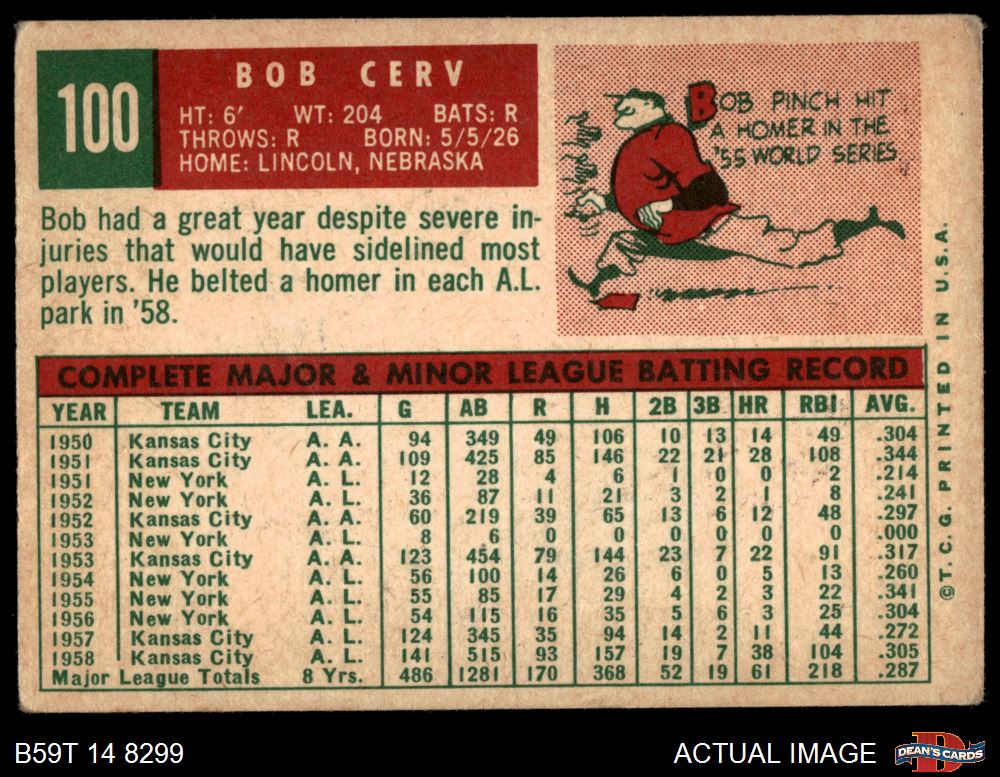 100
BOB CERV
HT: 6' WT: 204 BATS: R
THROWS: R BORN: 5/5/26
HOME: LINCOLN, NEBRASKA
BOB PINCH HIT
A HOMER IN THE
'55 WORLD SERIES
Bob had a great year despite severe in-
juries that would have sidelined most
players. He belted a homer in each A.L.
park in '58.
COMPLETE MAJOR & MINOR LEAGUE BATTING RECORD
YEAR TEAM LEA. G AB R H 2B 3B HR RBI AVG.
1950 Kansas City A. A. 94 349 49 106 10 13 14 49 .304
1951 Kansas City A. A. 109 425 85 146 22 21 28 108 .344
1951 New York A. L. 12 28 4 6 1 0 0 2 .214
1952 New York A. L. 36 87 11 21 3 2 1 8 .241
1952 Kansas City A. A. 60 219 39 65 13 6 12 48 .297
1953 New York A. L. 8 6 0 0 0 0 0 0 .000
1953 Kansas City A. A. 123 454 79 144 23 7 22 91 .317
1954 New York A. L. 56 100 14 26 6 0 5 13 .260
1955 New York A. L. 55 85 17 29 4 2 3 22 .341
1956 New York A. L. 54 115 16 35 5 6 3 25 .304
1957 Kansas City A. L. 124 345 35 94 14 2 11 44 .272
1958 Kansas City A. L. 141 515 93 157 19 7 38 104 .305
Major League Totals 8 Yrs. 486 1281 170 368 52 19 61 218 .287
© T. C. G. PRINTED IN U.S.A.
B59T 14 8299
ACTUAL IMAGE
D
DEAN'S CARDS